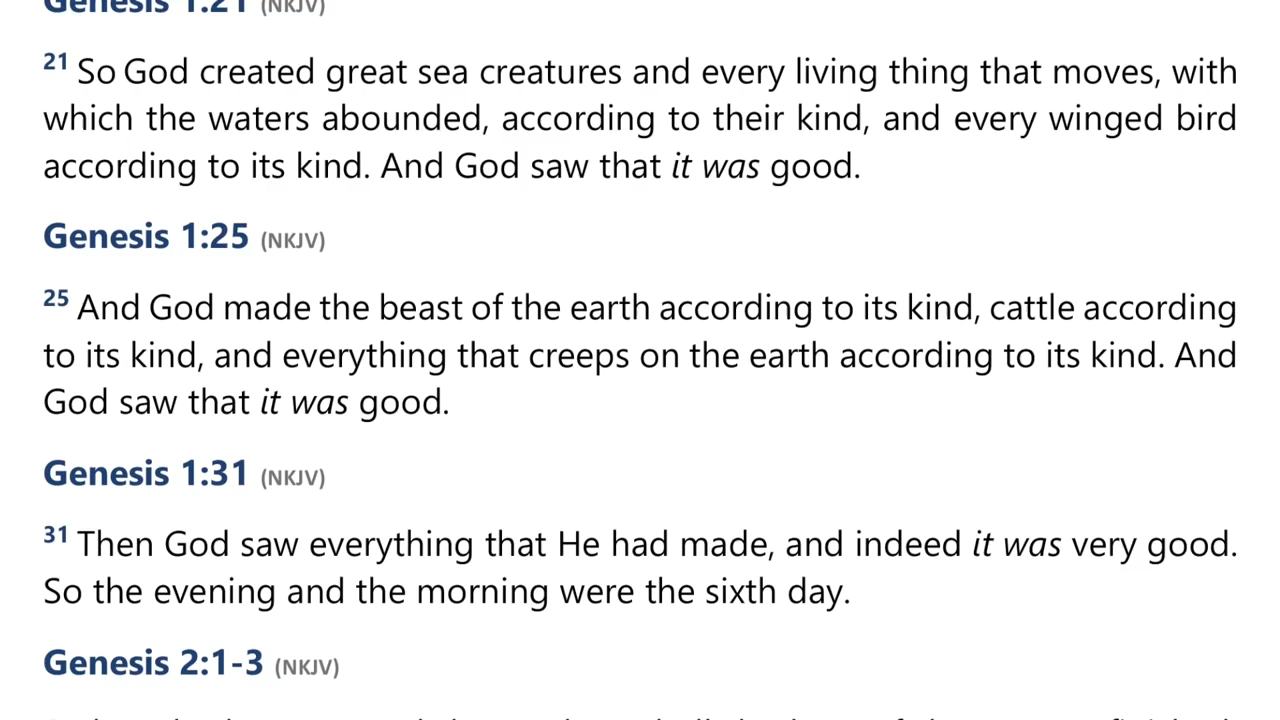 Genesis 1:21 (NKJV)
21 So God created great sea creatures and every living thing that moves, with
which the waters abounded, according to their kind, and every winged bird
according to its kind. And God saw that it was good.
Genesis 1:25 (NKJV)
25 And God made the beast of the earth according to its kind, cattle according
to its kind, and everything that creeps on the earth according to its kind. And
God saw that it was good.
Genesis 1:31 (NKJV)
31 Then God saw everything that He had made, and indeed it was very good.
So the evening and the morning were the sixth day.
Genesis 2:1-3 (NKJV)